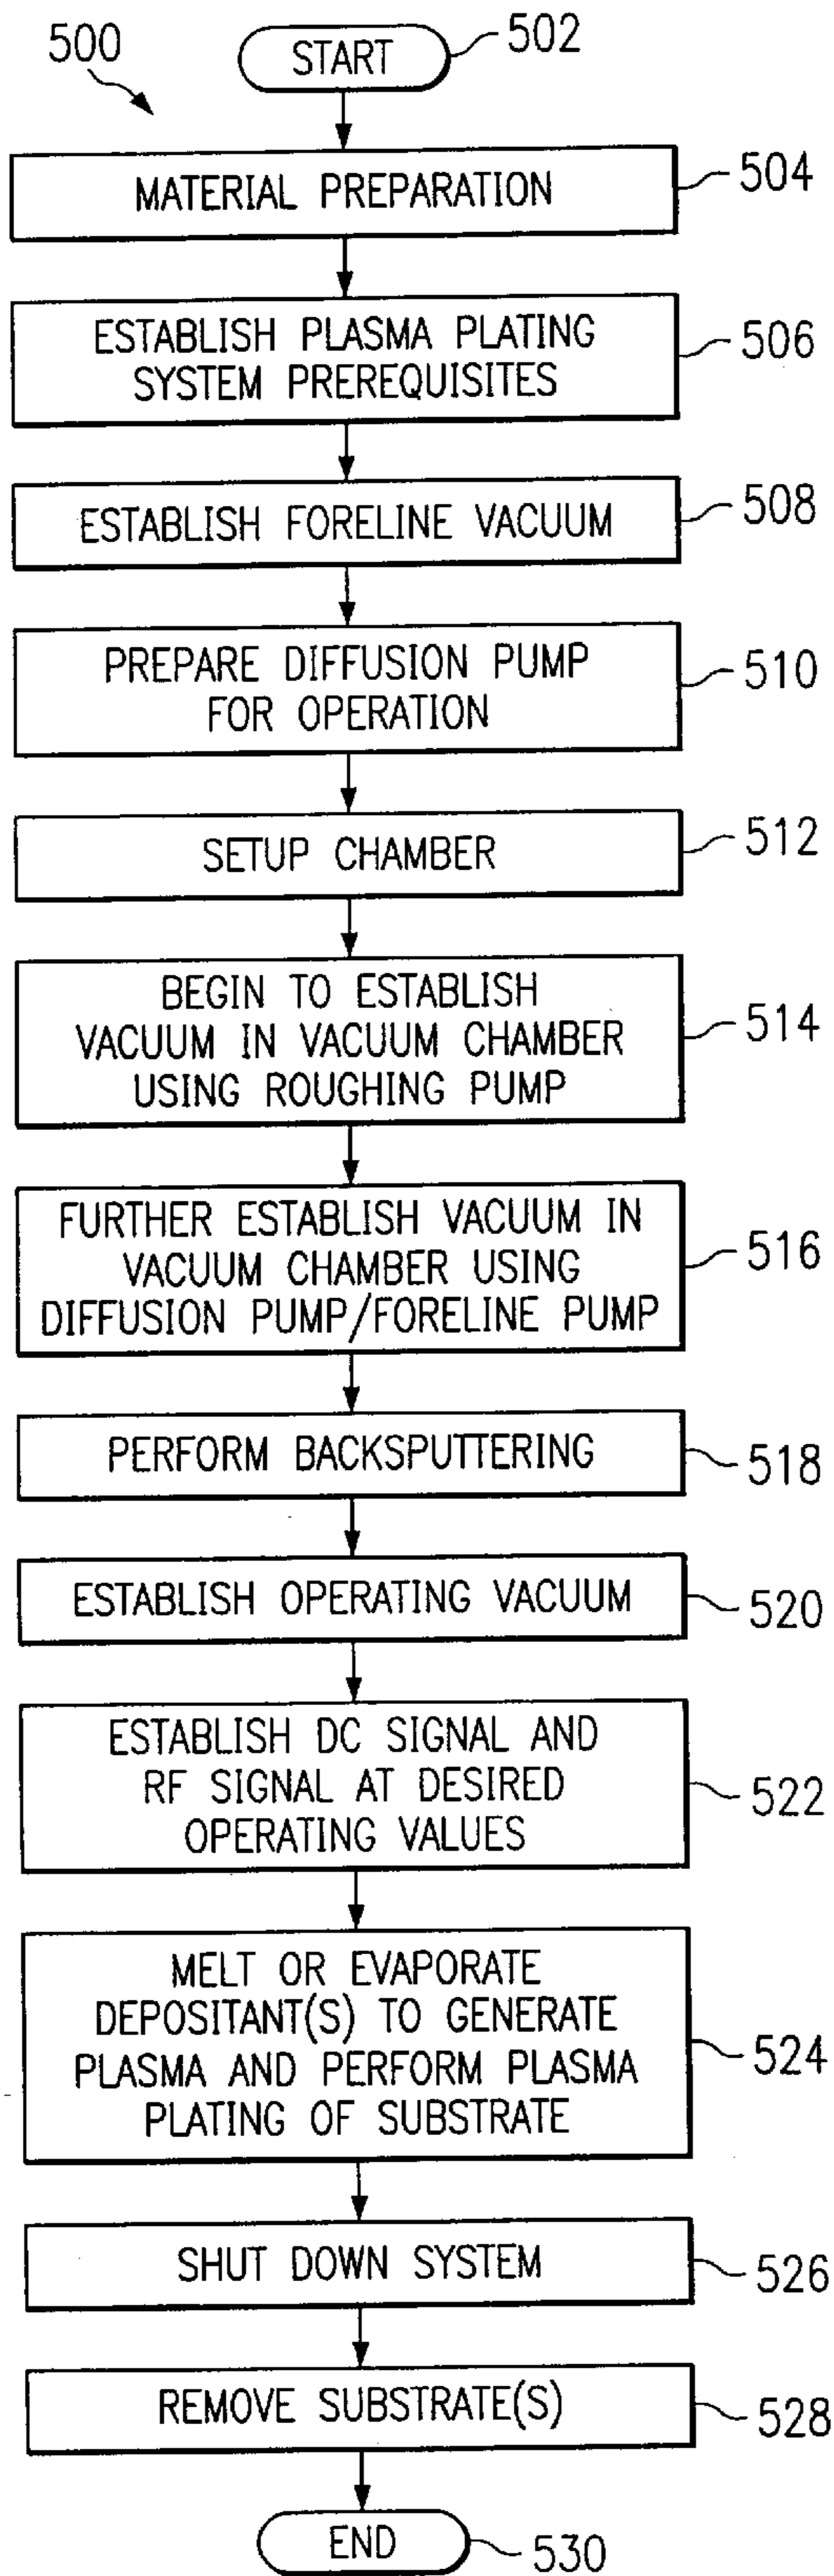 500
START
502
MATERIAL PREPARATION
504
ESTABLISH PLASMA PLATING
SYSTEM PREREQUISITES
506
ESTABLISH FORELINE VACUUM
508
PREPARE DIFFUSION PUMP
FOR OPERATION
510
SETUP CHAMBER
512
BEGIN TO ESTABLISH
VACUUM IN VACUUM CHAMBER
USING ROUGHING PUMP
514
FURTHER ESTABLISH VACUUM IN
VACUUM CHAMBER USING
DIFFUSION PUMP/FORELINE PUMP
516
PERFORM BACKSPUTTERING
518
ESTABLISH OPERATING VACUUM
520
ESTABLISH DC SIGNAL AND
RF SIGNAL AT DESIRED
OPERATING VALUES
522
MELT OR EVAPORATE
DEPOSITANT(S) TO GENERATE
PLASMA AND PERFORM PLASMA
PLATING OF SUBSTRATE
524
SHUT DOWN SYSTEM
526
REMOVE SUBSTRATE(S)
528
END
530